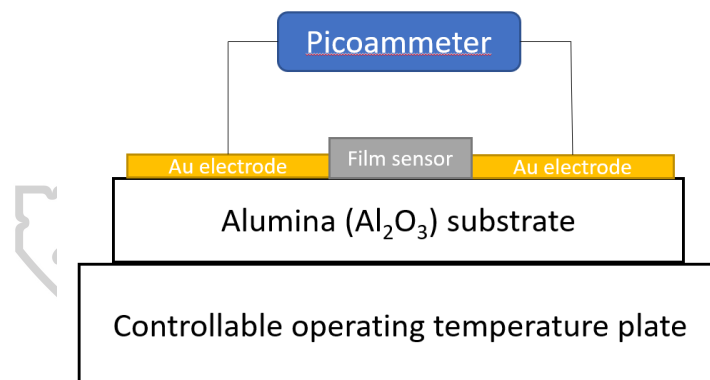 Picoammeter
Au electrode Film sensor Au electrode
Alumina (Al₂O₃) substrate
Controllable operating temperature plate